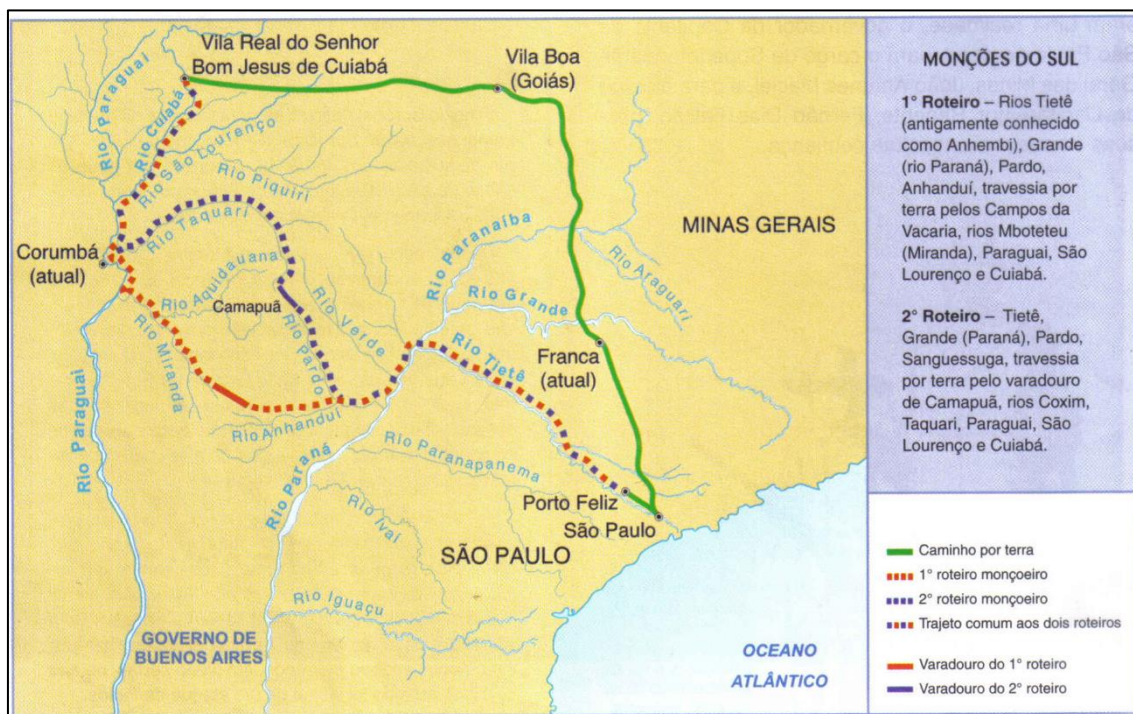 Vila Real do Senhor
Bom Jesus de Cuiabá
Vila Boa
(Goiás)
Rio Paraguai
Rio Cuiabá
Rio São Lourenço
Rio Piquiri
Rio Taquari
Corumbá
(atual)
Rio Aquidauana
Camapuã
Rio Verde
Rio Pardo
Rio Miranda
Rio Anhanduí
Rio Paraguai
Rio Paranaíba
MINAS GERAIS
Rio Araguari
Rio Grande
Franca
(atual)
Rio Tietê
Rio Paraná
Rio Paranapanema
Porto Feliz
São Paulo
Rio Ivaí
SÃO PAULO
Rio Iguaçu
GOVERNO DE
BUENOS AIRES
OCEANO
ATLÂNTICO
MONÇÕES DO SUL
1° Roteiro – Rios Tietê
(antigamente conhecido
como Anhembi), Grande
(rio Paraná), Pardo,
Anhanduí, travessia por
terra pelos Campos da
Vacaria, rios Mboteteu
(Miranda), Paraguai, São
Lourenço e Cuiabá.
2° Roteiro – Tietê,
Grande (Paraná), Pardo,
Sanguessuga, travessia
por terra pelo varadouro
de Camapuã, rios Coxim,
Taquari, Paraguai, São
Lourenço e Cuiabá.
Caminho por terra
1° roteiro monçoeiro
2° roteiro monçoeiro
Trajeto comum aos dois roteiros
Varadouro do 1° roteiro
Varadouro do 2° roteiro